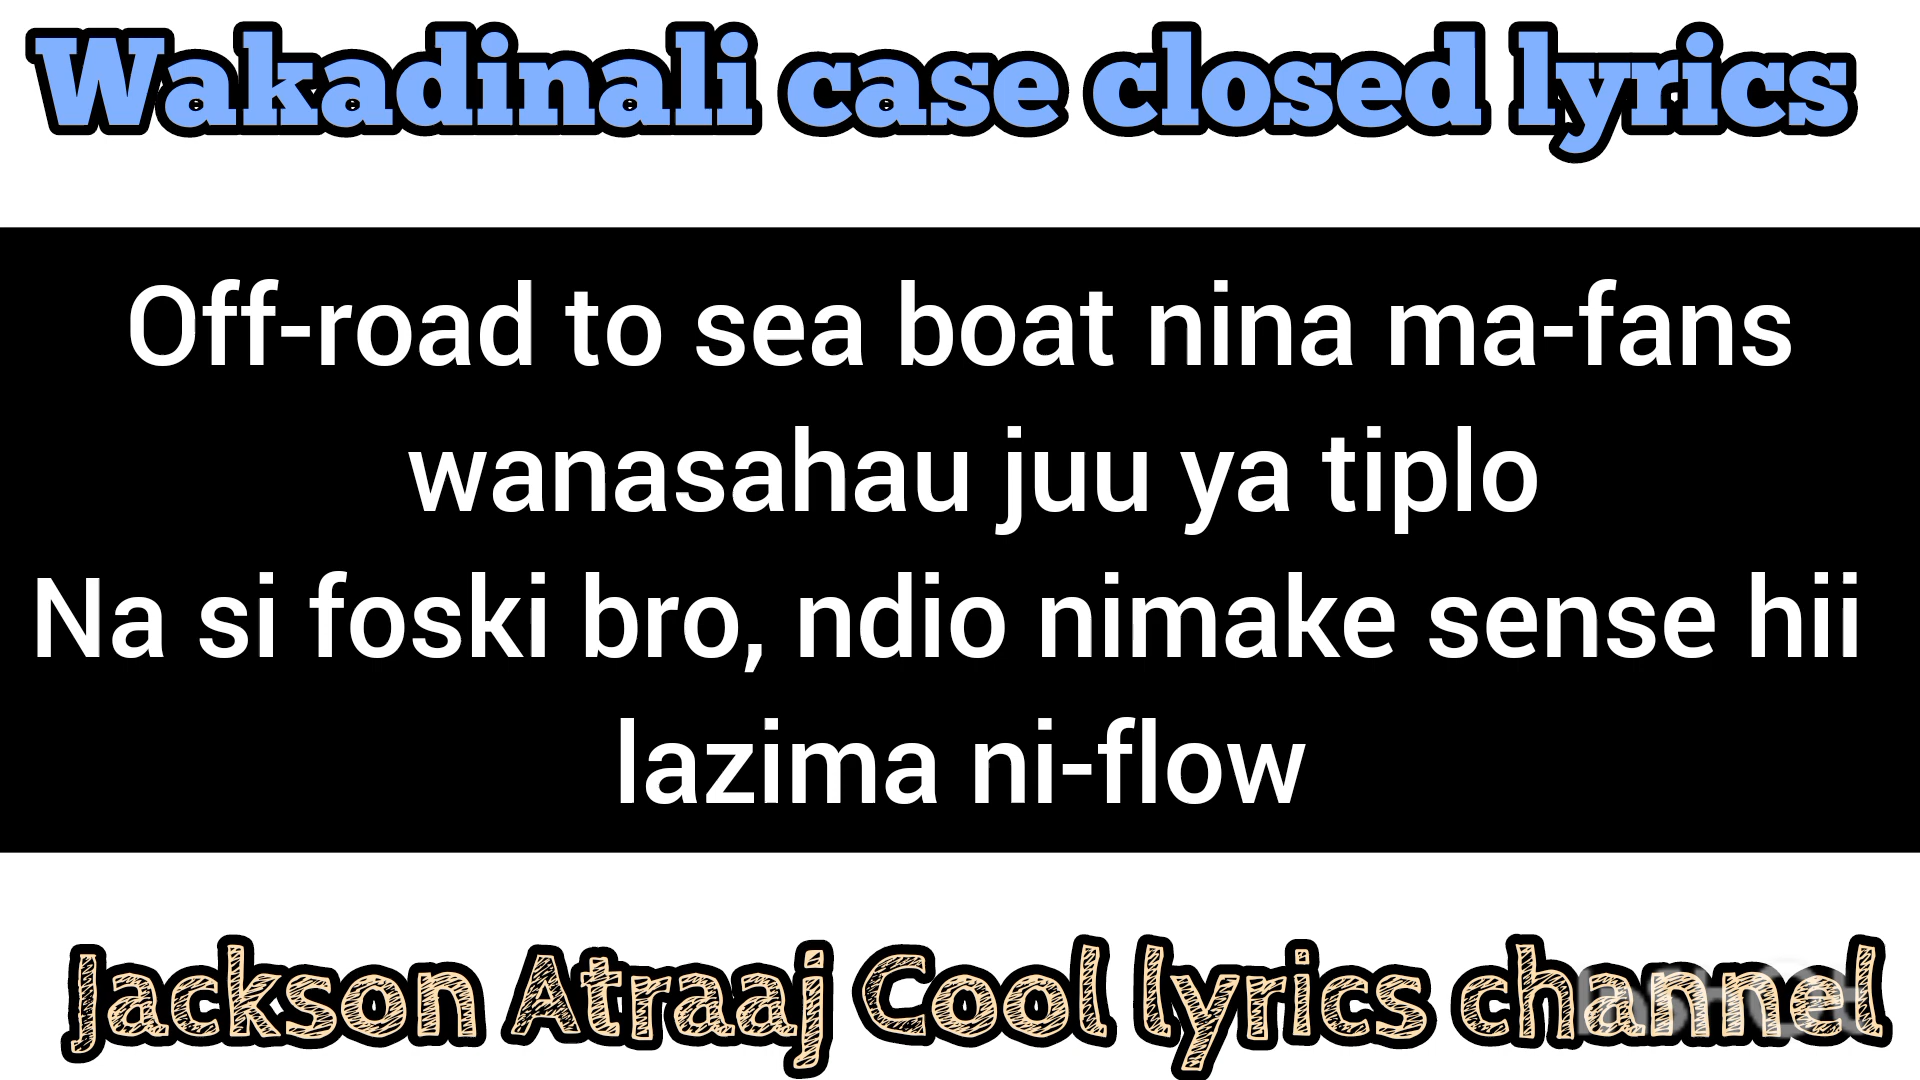 Wakadinali case closed lyrics
Off-road to sea boat nina ma-fans
wanasahau juu ya tiplo
Na si foski bro, ndio nimake sense hii
lazima ni-flow
Jackson Atraaj Cool lyrics channel